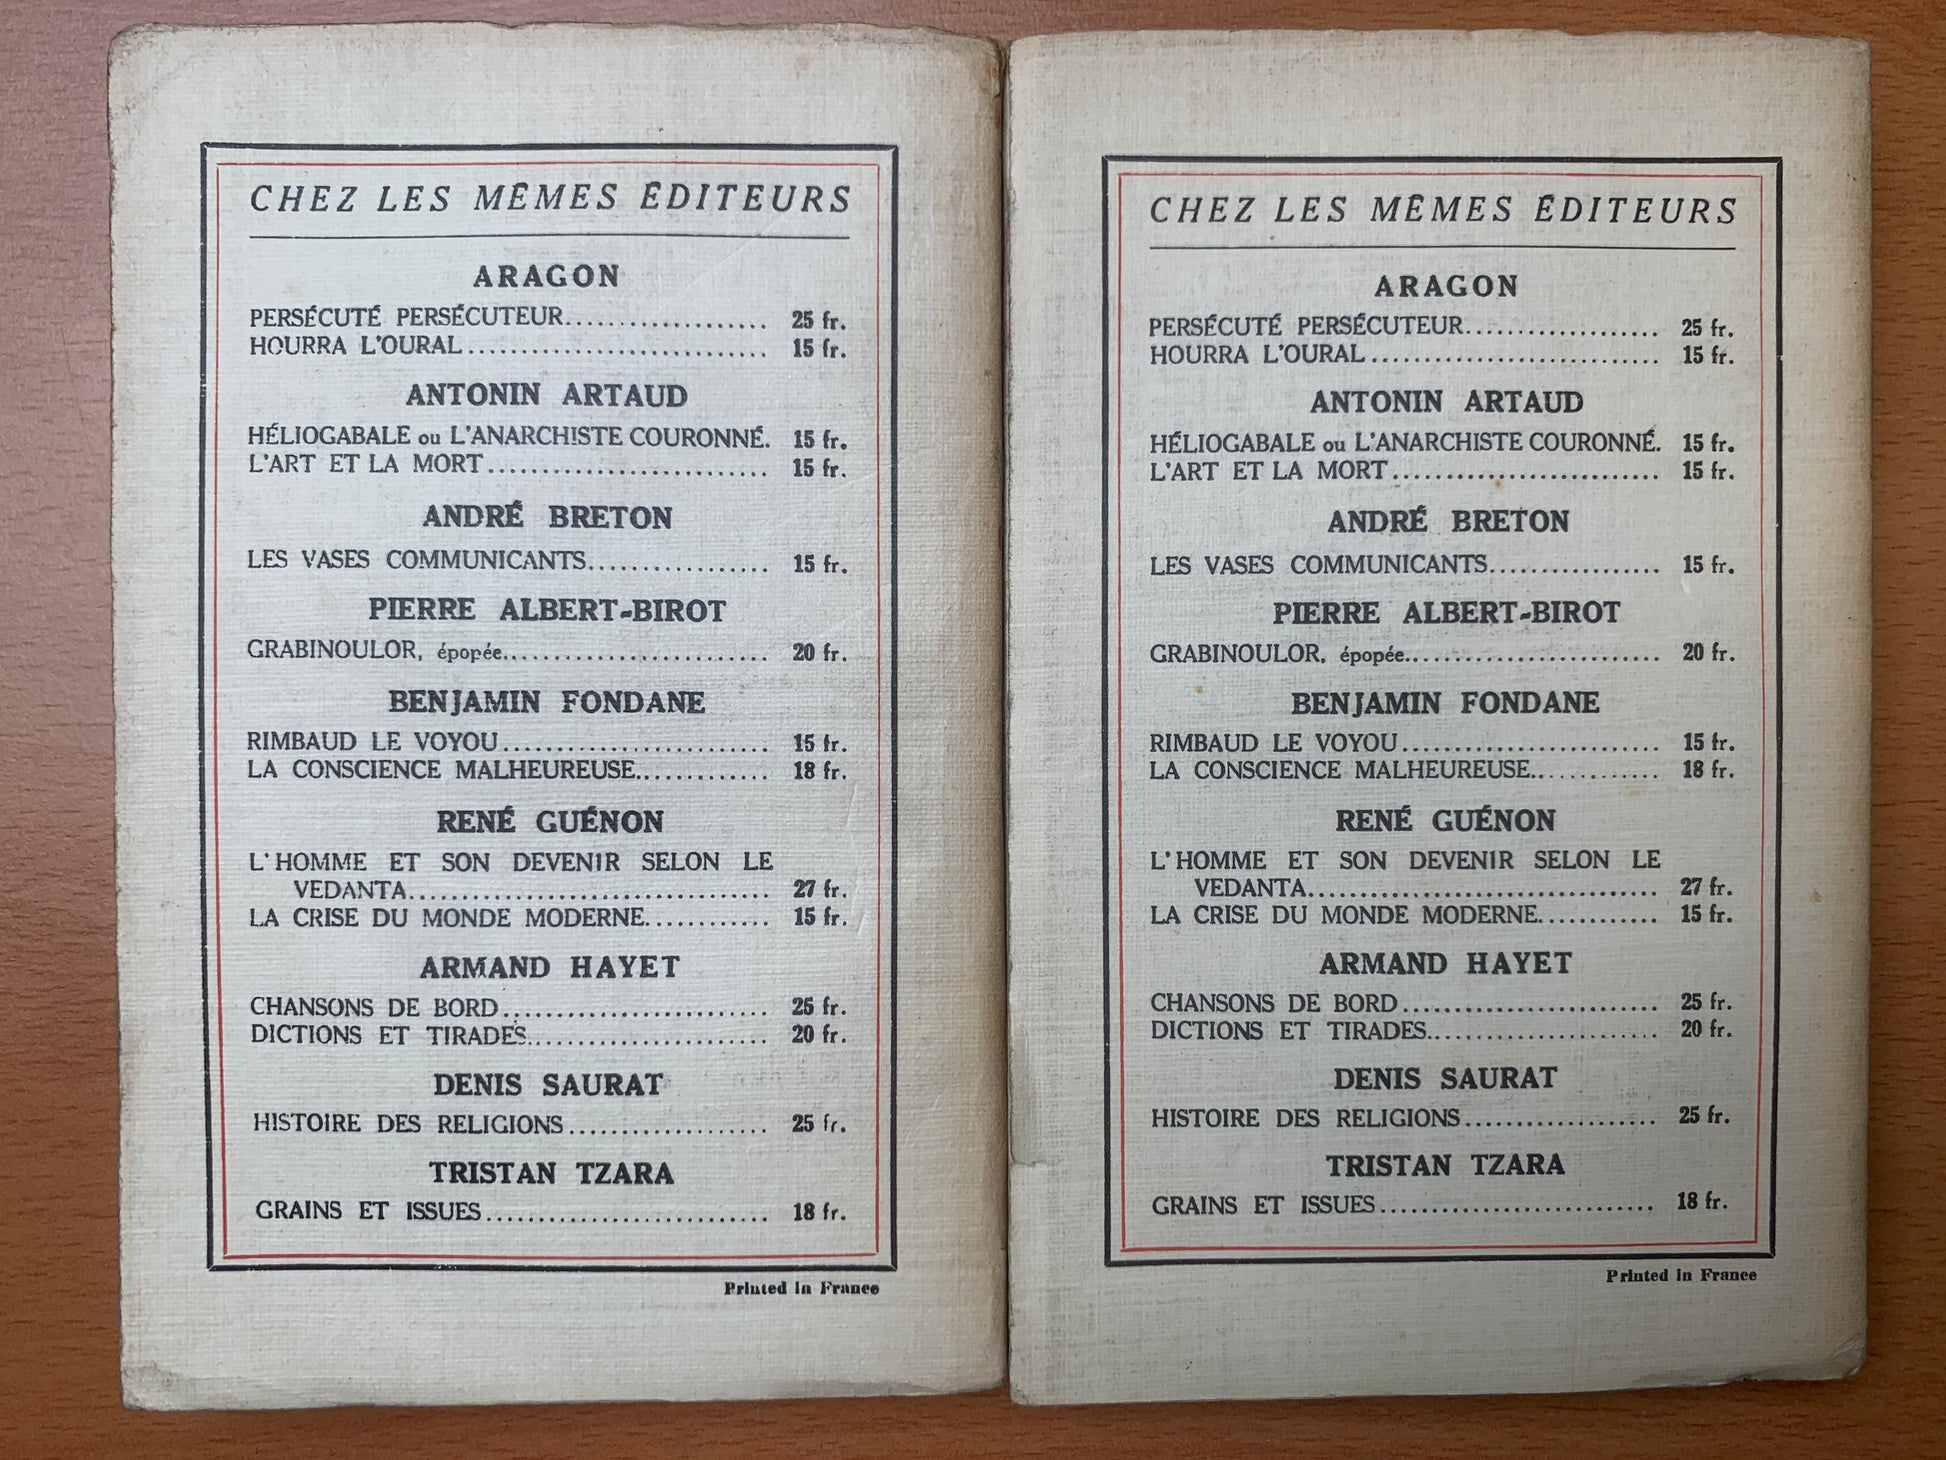 CHEZ LES MÊMES ÉDITEURS
ARAGON
PERSÉCUTÉ PERSÉCUTEUR................... 25 fr.
HOURRA L'OURAL............................ 15 fr.
ANTONIN ARTAUD
HÉLIOGABALE ou L'ANARCHISTE COURONNÉ. 15 fr.
L'ART ET LA MORT.......................... 15 fr.
ANDRÉ BRETON
LES VASES COMMUNICANTS................. 15 fr.
PIERRE ALBERT-BIROT
GRABINOULOR, épopée......................... 20 fr.
BENJAMIN FONDANE
RIMBAUD LE VOYOU......................... 15 fr.
LA CONSCIENCE MALHEUREUSE............. 18 fr.
RENÉ GUÉNON
L'HOMME ET SON DEVENIR SELON LE
VEDANTA................................... 27 fr.
LA CRISE DU MONDE MODERNE............ 15 fr.
ARMAND HAYET
CHANSONS DE BORD......................... 25 fr.
DICTIONS ET TIRADES....................... 20 fr.
DENIS SAURAT
HISTOIRE DES RELIGIONS................... 25 fr.
TRISTAN TZARA
GRAINS ET ISSUES........................... 18 fr.
Printed in France
CHEZ LES MÊMES ÉDITEURS
ARAGON
PERSÉCUTÉ PERSÉCUTEUR................... 25 fr.
HOURRA L'OURAL............................ 15 fr.
ANTONIN ARTAUD
HÉLIOGABALE ou L'ANARCHISTE COURONNÉ. 15 fr.
L'ART ET LA MORT.......................... 15 fr.
ANDRÉ BRETON
LES VASES COMMUNICANTS................. 15 fr.
PIERRE ALBERT-BIROT
GRABINOULOR, épopée......................... 20 fr.
BENJAMIN FONDANE
RIMBAUD LE VOYOU......................... 15 fr.
LA CONSCIENCE MALHEUREUSE............. 18 fr.
RENÉ GUÉNON
L'HOMME ET SON DEVENIR SELON LE
VEDANTA................................... 27 fr.
LA CRISE DU MONDE MODERNE............ 15 fr.
ARMAND HAYET
CHANSONS DE BORD......................... 25 fr.
DICTIONS ET TIRADES....................... 20 fr.
DENIS SAURAT
HISTOIRE DES RELIGIONS................... 25 fr.
TRISTAN TZARA
GRAINS ET ISSUES........................... 18 fr.
Printed in France